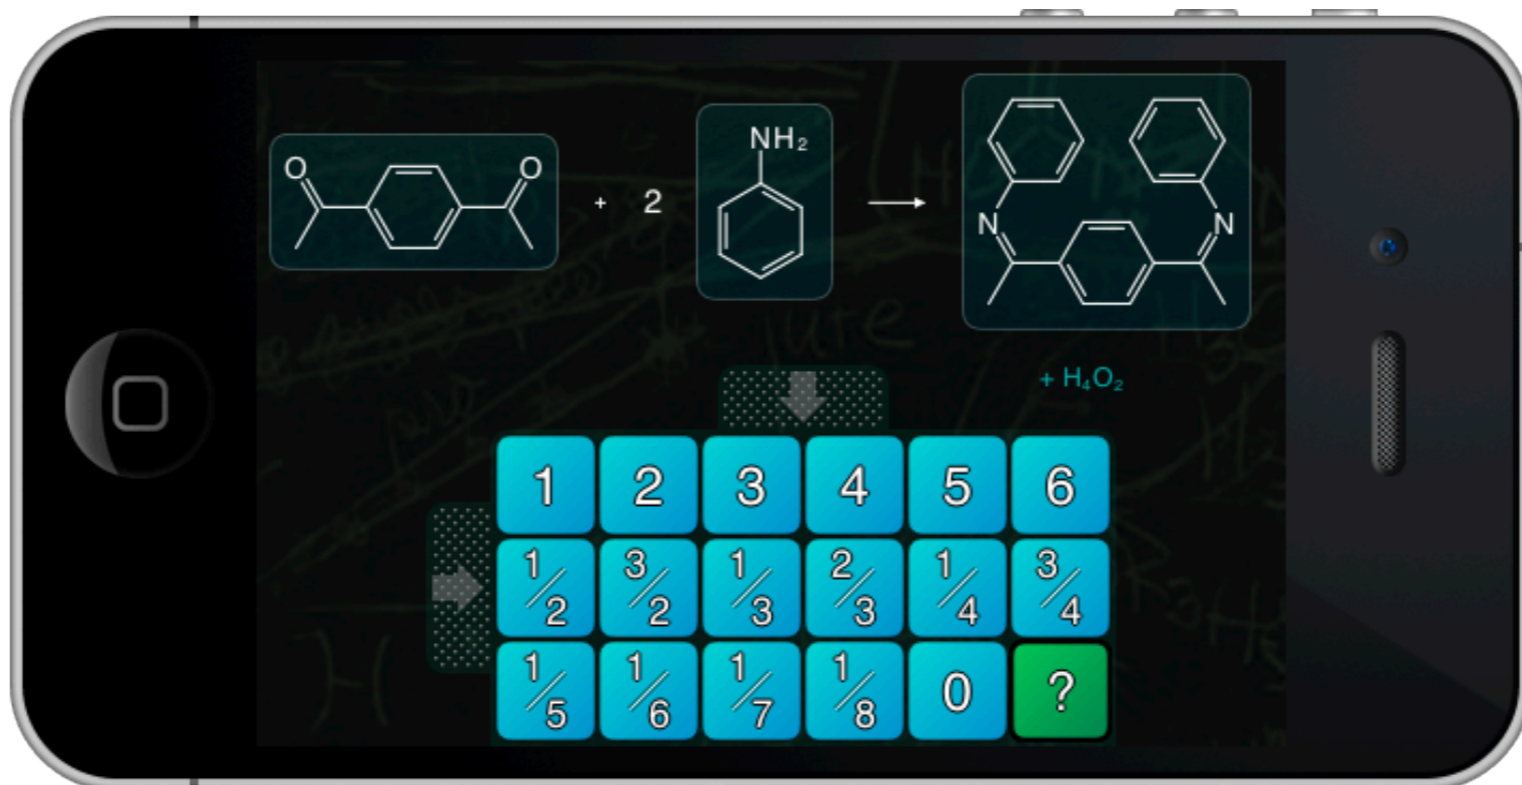 O O + 2 NH₂ N N
+ H₄O₂
1 2 3 4 5 6
1/2 3/2 1/3 2/3 1/4 3/4
1/5 1/6 1/7 1/8 0 ?